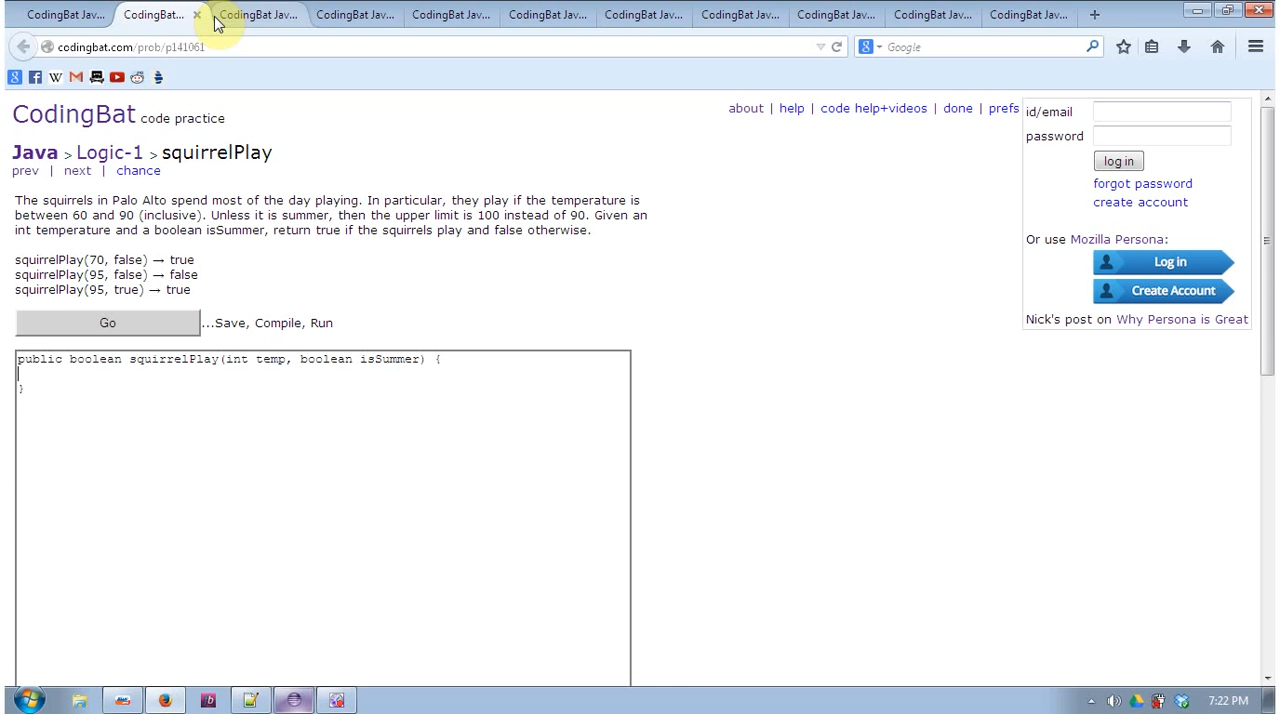 CodingBat Jav...
CodingBat... ×
CodingBat Jav...
CodingBat Jav...
CodingBat Jav...
CodingBat Jav...
CodingBat Jav...
CodingBat Jav...
CodingBat Jav...
CodingBat Jav...
CodingBat Jav...
codingbat.com/prob/p141061
Google
CodingBat code practice
about | help | code help+videos | done | prefs
id/email
password
log in
forgot password
create account
Or use Mozilla Persona:
Log in
Create Account
Nick's post on Why Persona is Great
Java > Logic-1 > squirrelPlay
prev | next | chance
The squirrels in Palo Alto spend most of the day playing. In particular, they play if the temperature is
between 60 and 90 (inclusive). Unless it is summer, then the upper limit is 100 instead of 90. Given an
int temperature and a boolean isSummer, return true if the squirrels play and false otherwise.
squirrelPlay(70, false) → true
squirrelPlay(95, false) → false
squirrelPlay(95, true) → true
Go ...Save, Compile, Run
public boolean squirrelPlay(int temp, boolean isSummer) {
}
7:22 PM